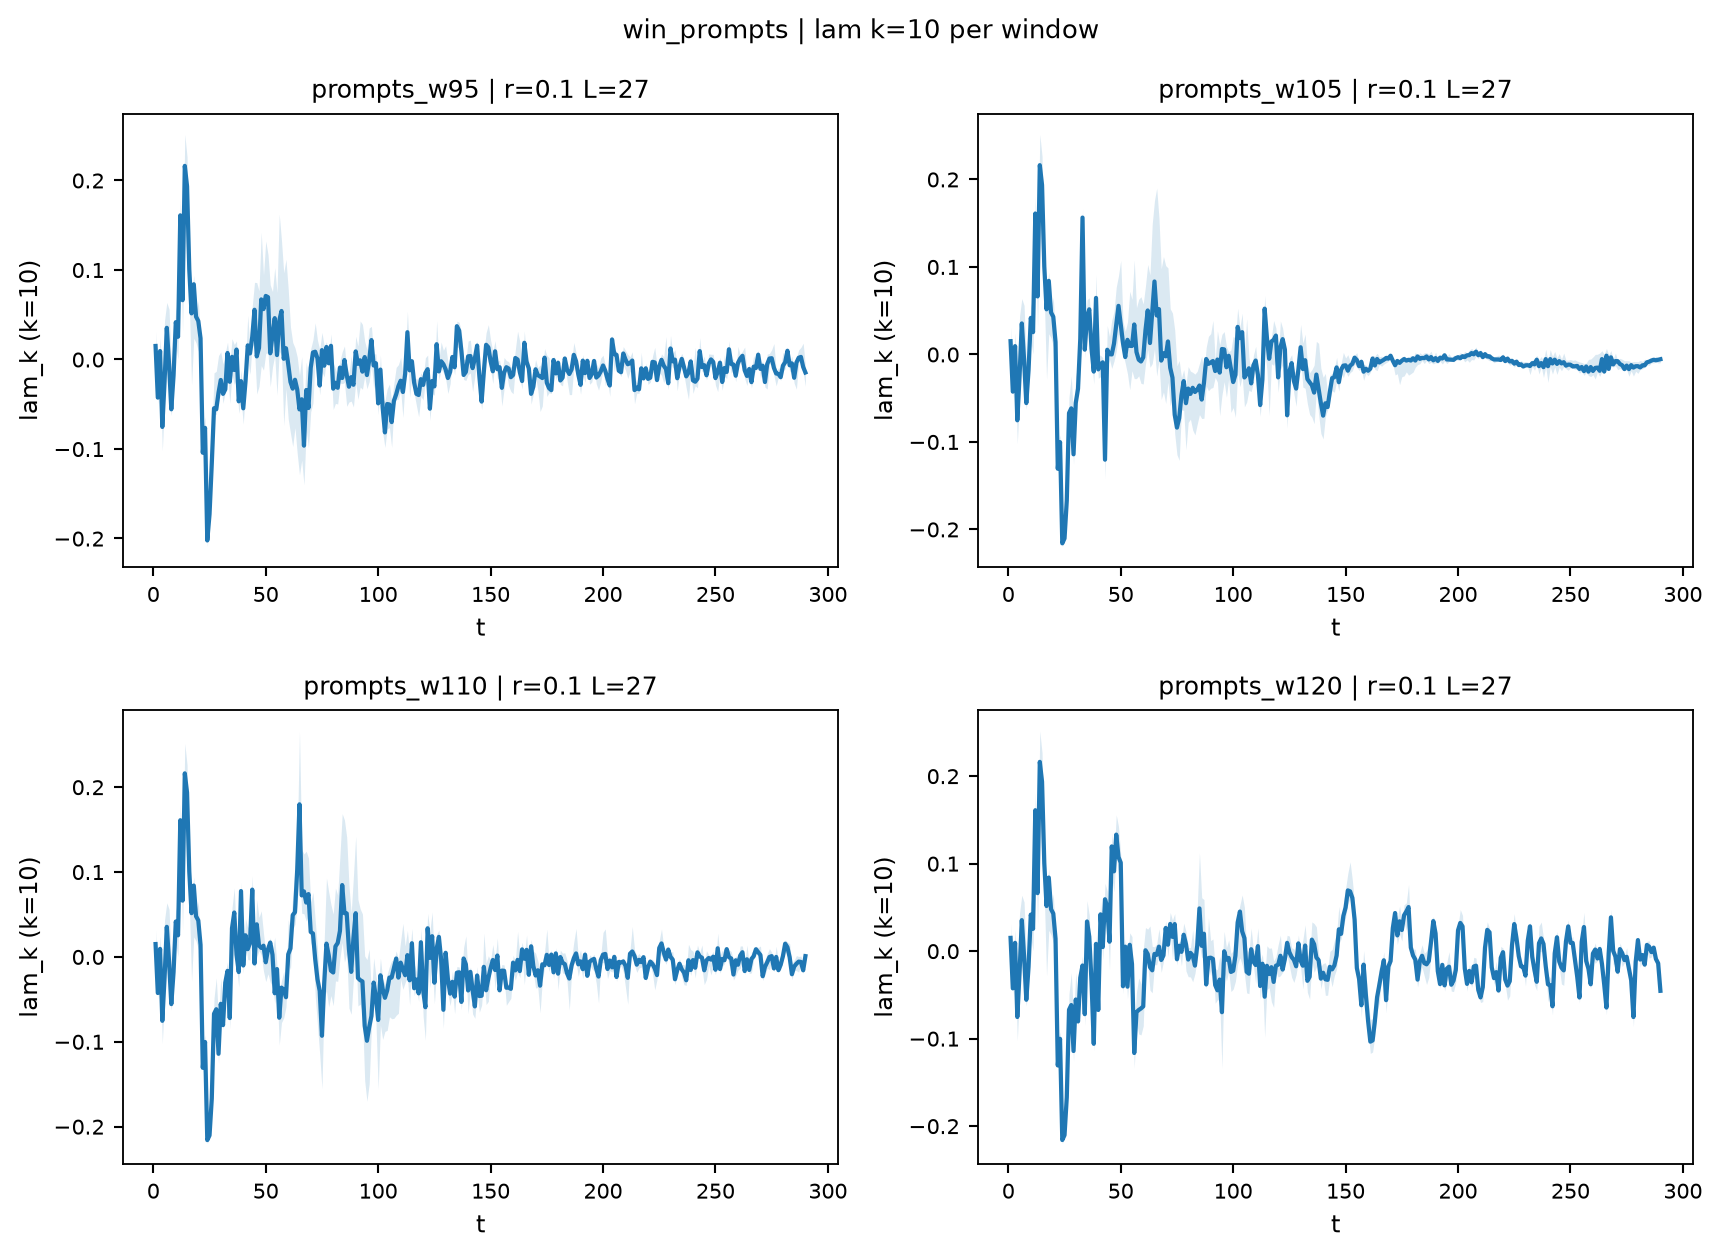 win_prompts | lam k=10 per window
prompts_w95 | r=0.1 L=27
lam_k (k=10)
0.2
0.1
0.0
−0.1
−0.2
0 50 100 150 200 250 300
t
prompts_w105 | r=0.1 L=27
lam_k (k=10)
0.2
0.1
0.0
−0.1
−0.2
0 50 100 150 200 250 300
t
prompts_w110 | r=0.1 L=27
lam_k (k=10)
0.2
0.1
0.0
−0.1
−0.2
0 50 100 150 200 250 300
t
prompts_w120 | r=0.1 L=27
lam_k (k=10)
0.2
0.1
0.0
−0.1
−0.2
0 50 100 150 200 250 300
t